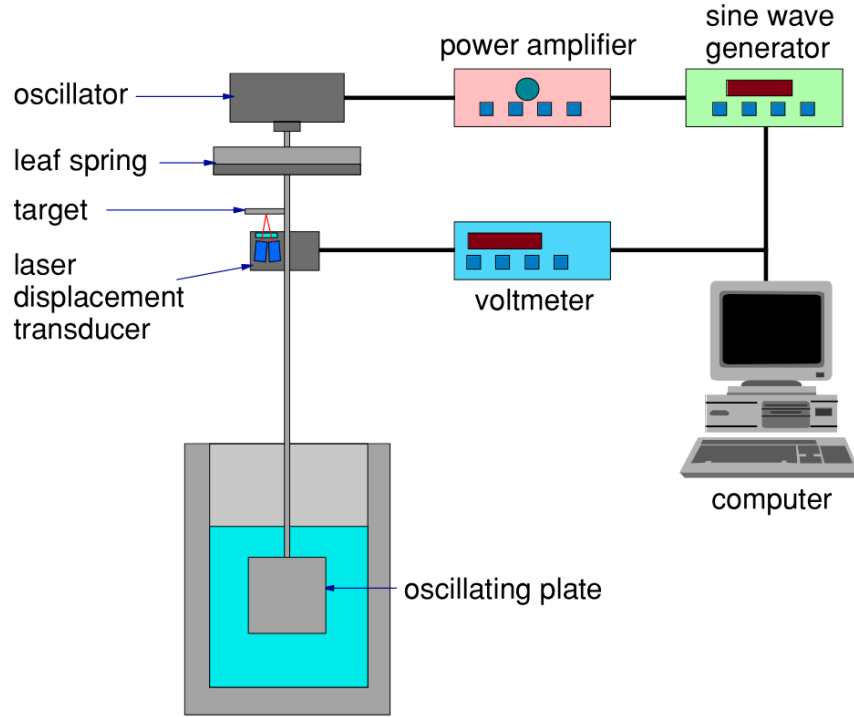 sine wave
generator
power amplifier
oscillator
leaf spring
target
laser
displacement
transducer
voltmeter
computer
oscillating plate